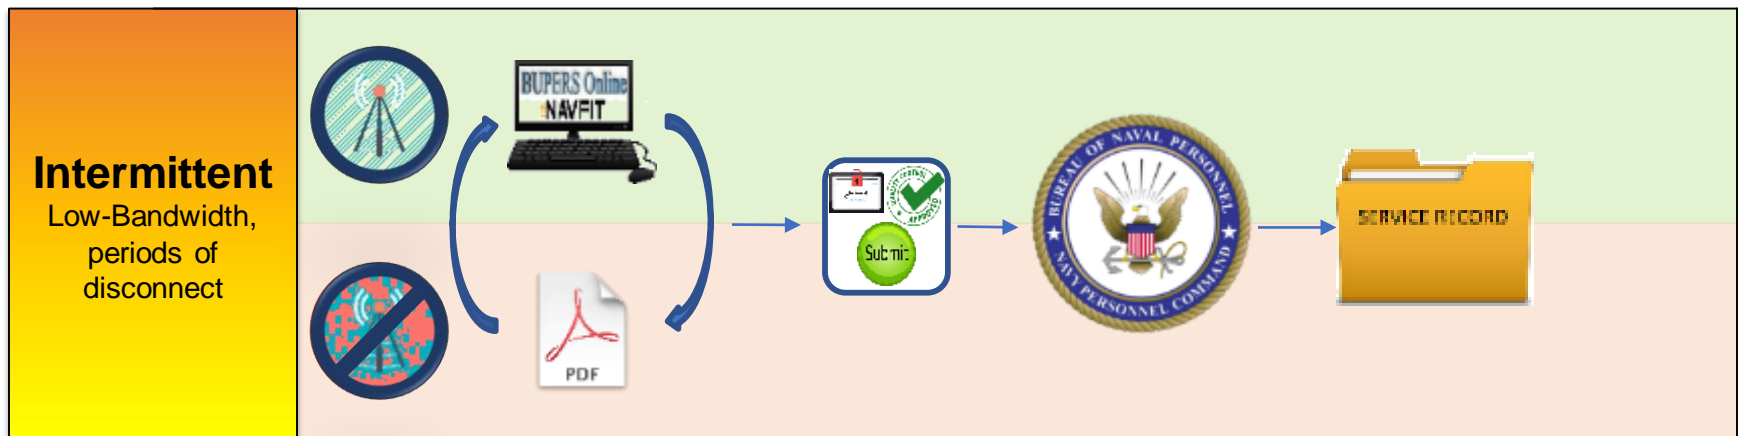 Intermittent
Low-Bandwidth,
periods of
disconnect
BUPERS Online
NAVFIT
PDF
APPROVED
Submit
BUREAU OF NAVAL PERSONNEL
NAVY PERSONNEL COMMAND
SERVICE RECORD